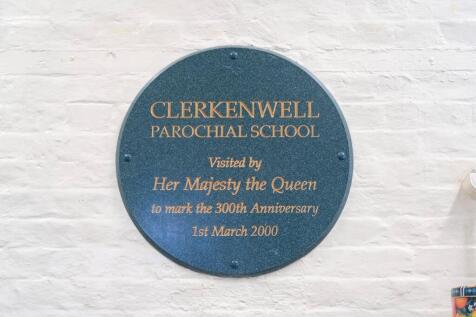 CLERKENWELL
PAROCHIAL SCHOOL
Visited by
Her Majesty the Queen
to mark the 300th Anniversary
1st March 2000